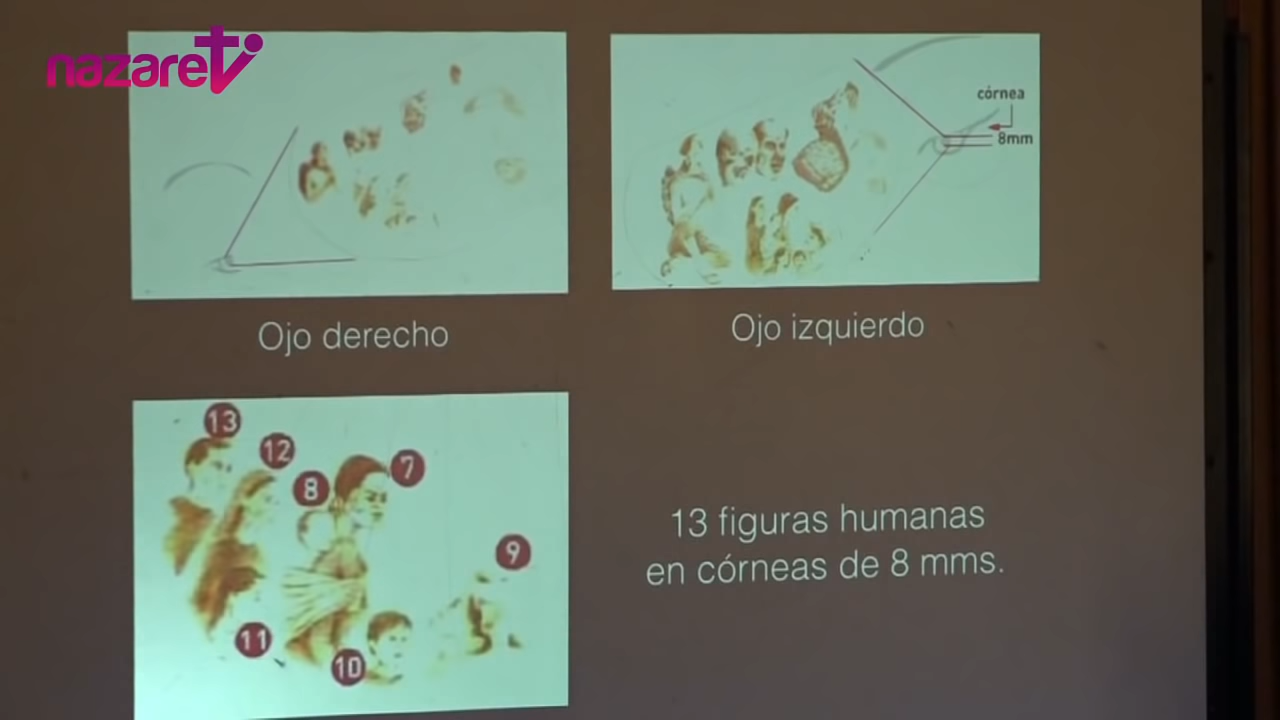 nazaretv
córnea
8mm
Ojo derecho
Ojo izquierdo
13
12
8
7
9
11
10
13 figuras humanas
en córneas de 8 mms.